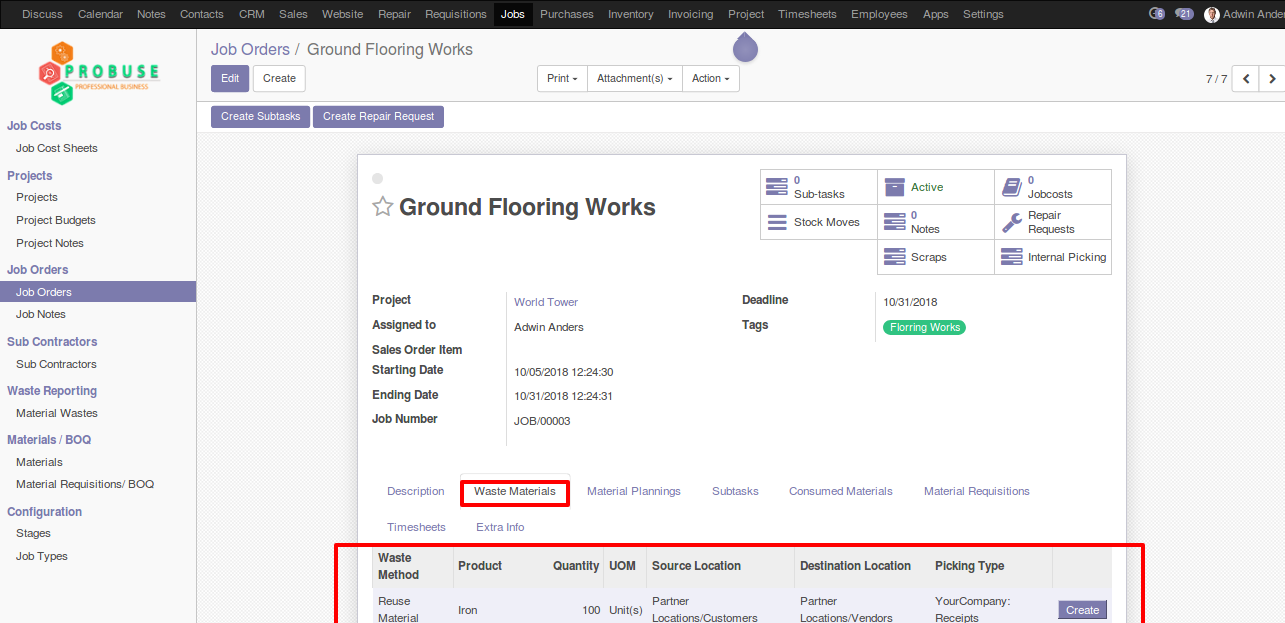 Discuss Calendar Notes Contacts CRM Sales Website Repair Requisitions Jobs Purchases Inventory Invoicing Project Timesheets Employees Apps Settings 6 21 Adwin Ander
PROBUSE
PROFESSIONAL BUSINESS
Job Costs
Job Cost Sheets
Projects
Projects
Project Budgets
Project Notes
Job Orders
Job Orders
Job Notes
Sub Contractors
Sub Contractors
Waste Reporting
Material Wastes
Materials / BOQ
Materials
Material Requisitions/ BOQ
Configuration
Stages
Job Types
Job Orders / Ground Flooring Works
Edit Create Print Attachment(s) Action 7 / 7
Create Subtasks Create Repair Request
0 Sub-tasks
Active
0 Jobcosts
Stock Moves
0 Notes
Repair Requests
Scraps
Internal Picking
Ground Flooring Works
Project World Tower
Assigned to Adwin Anders
Sales Order Item
Starting Date 10/05/2018 12:24:30
Ending Date 10/31/2018 12:24:31
Job Number JOB/00003
Deadline 10/31/2018
Tags Florring Works
Description Waste Materials Material Plannings Subtasks Consumed Materials Material Requisitions
Timesheets Extra Info
Waste Method Product Quantity UOM Source Location Destination Location Picking Type
Reuse Material Iron 100 Unit(s) Partner Locations/Customers Partner Locations/Vendors YourCompany: Receipts Create